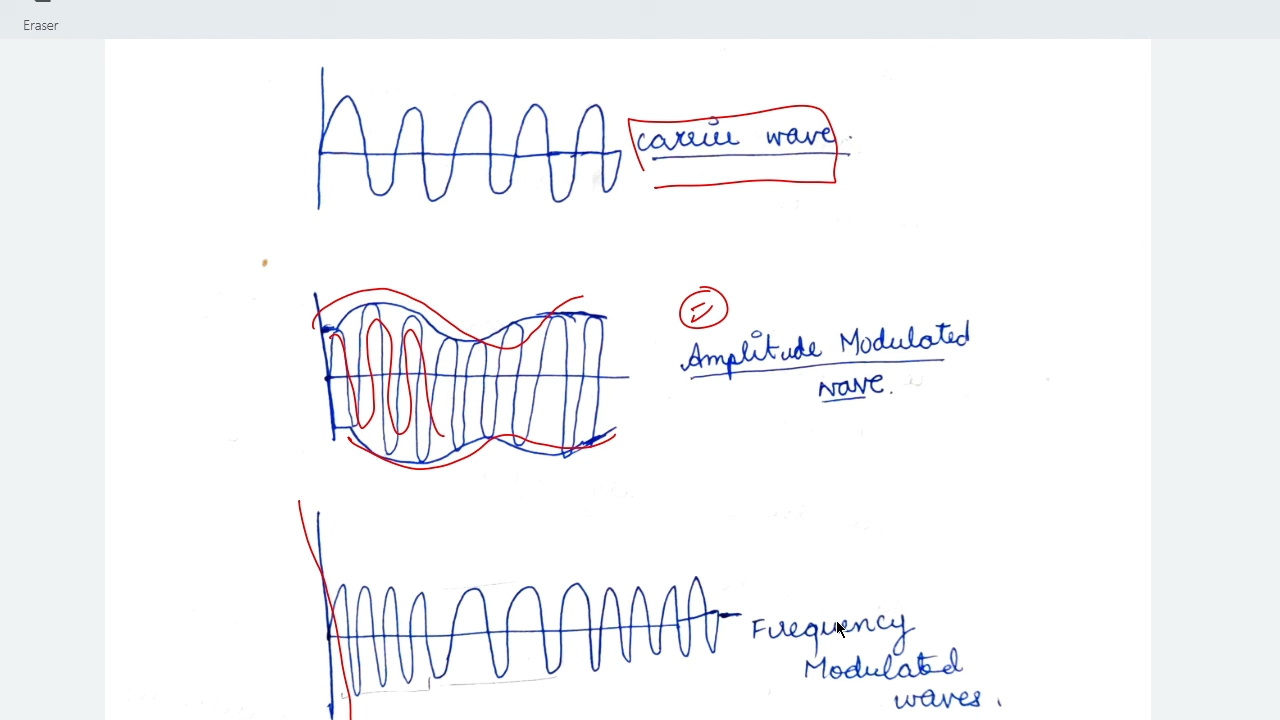 Eraser
carrier wave.
Amplitude Modulated
wave.
Frequency
Modulated
waves.